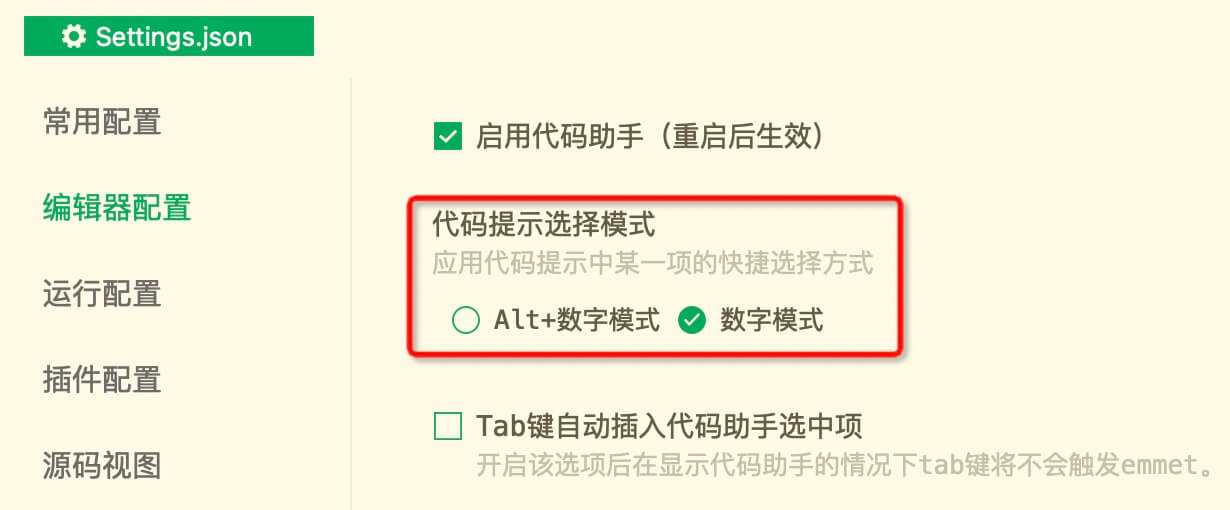 Settings.json
常用配置
编辑器配置
运行配置
插件配置
源码视图
启用代码助手（重启后生效）
代码提示选择模式
应用代码提示中某一项的快捷选择方式
Alt+数字模式 数字模式
Tab键自动插入代码助手选中项
开启该选项后在显示代码助手的情况下tab键将不会触发emmet。